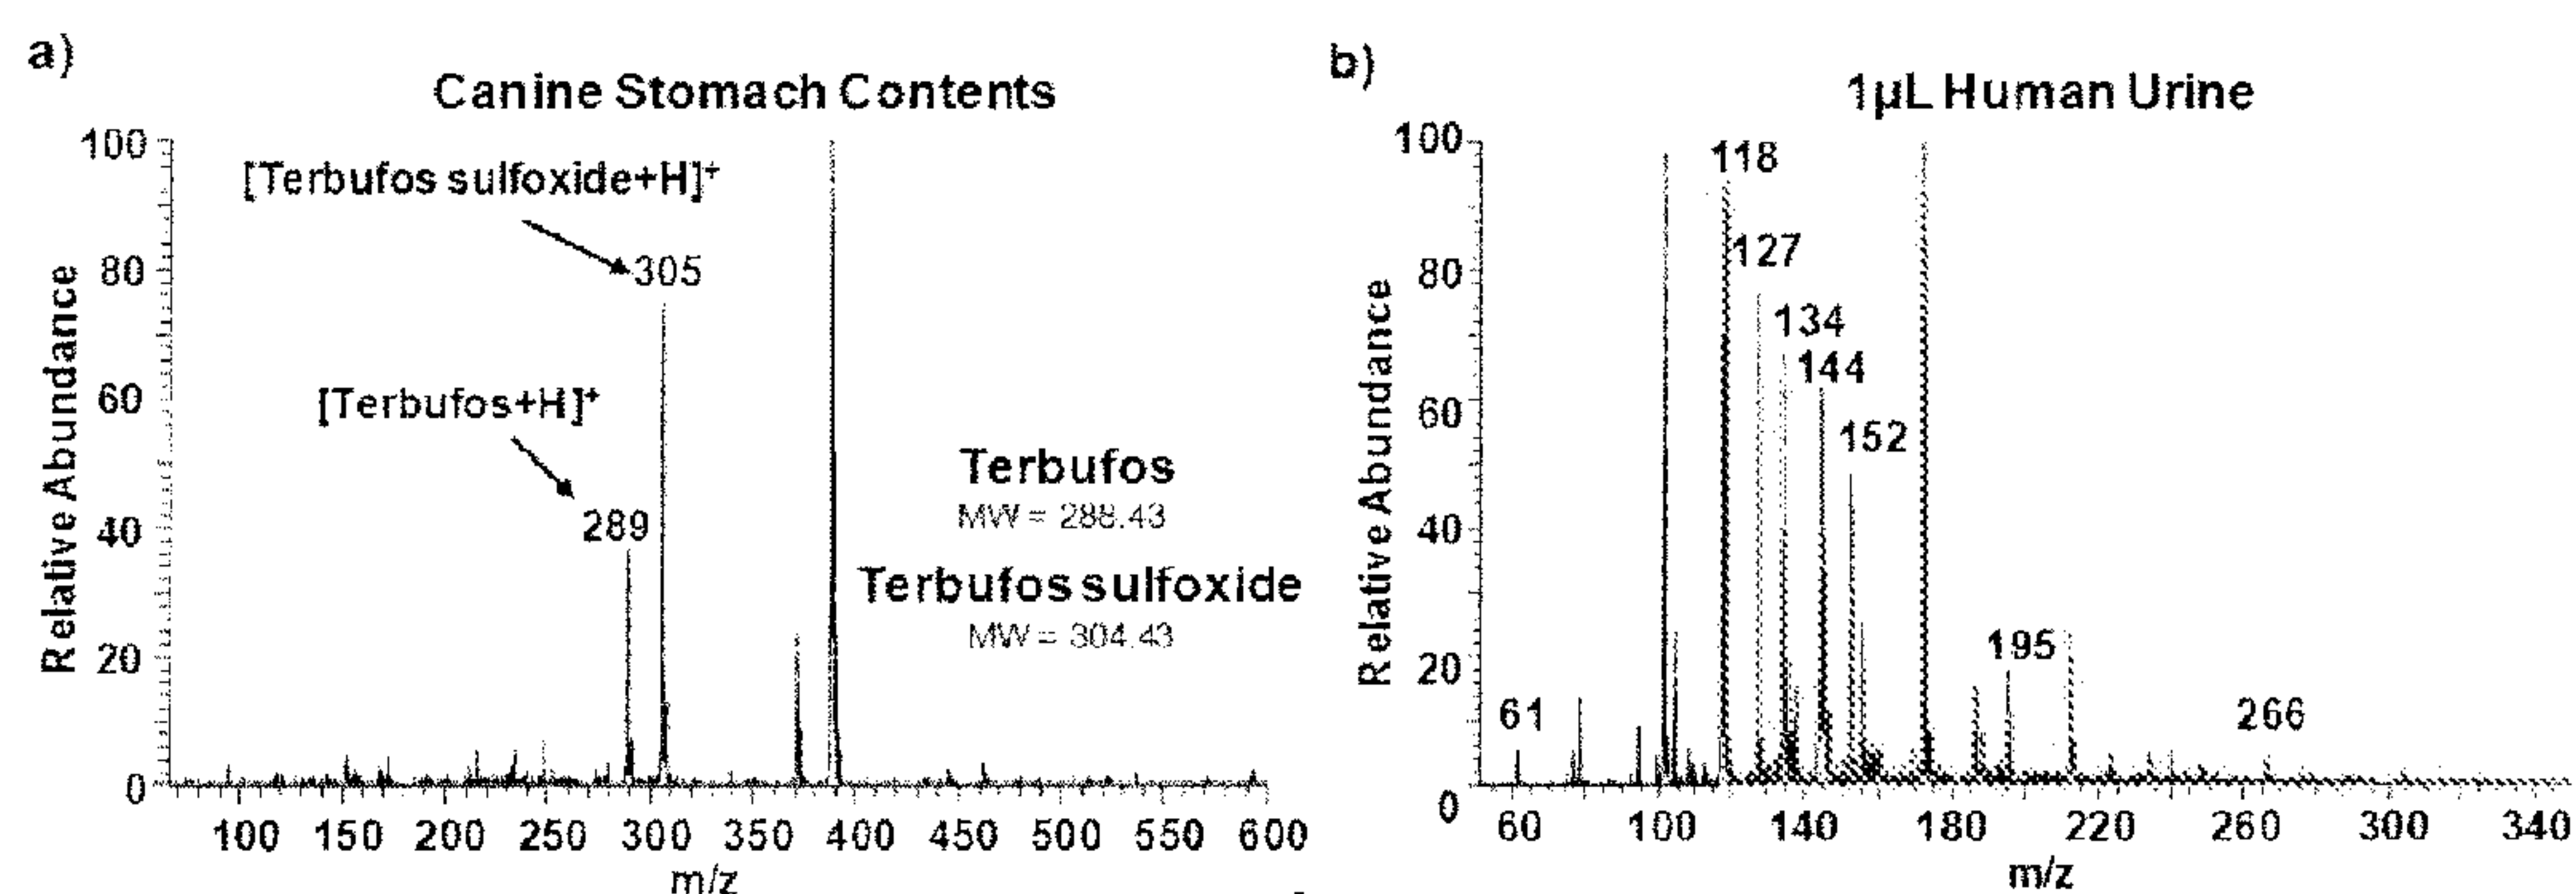 a)
Canine Stomach Contents
[Terbufos sulfoxide+H]+
305
[Terbufos+H]+
289
Terbufos
MW = 288.43
Terbufos sulfoxide
MW = 304.43
Relative Abundance
100
80
60
40
20
0
100 150 200 250 300 350 400 450 500 550 600
m/z
b)
1µL Human Urine
118
127
134
144
152
195
61
266
Relative Abundance
100
80
60
40
20
0
60 100 140 180 220 260 300 340
m/z